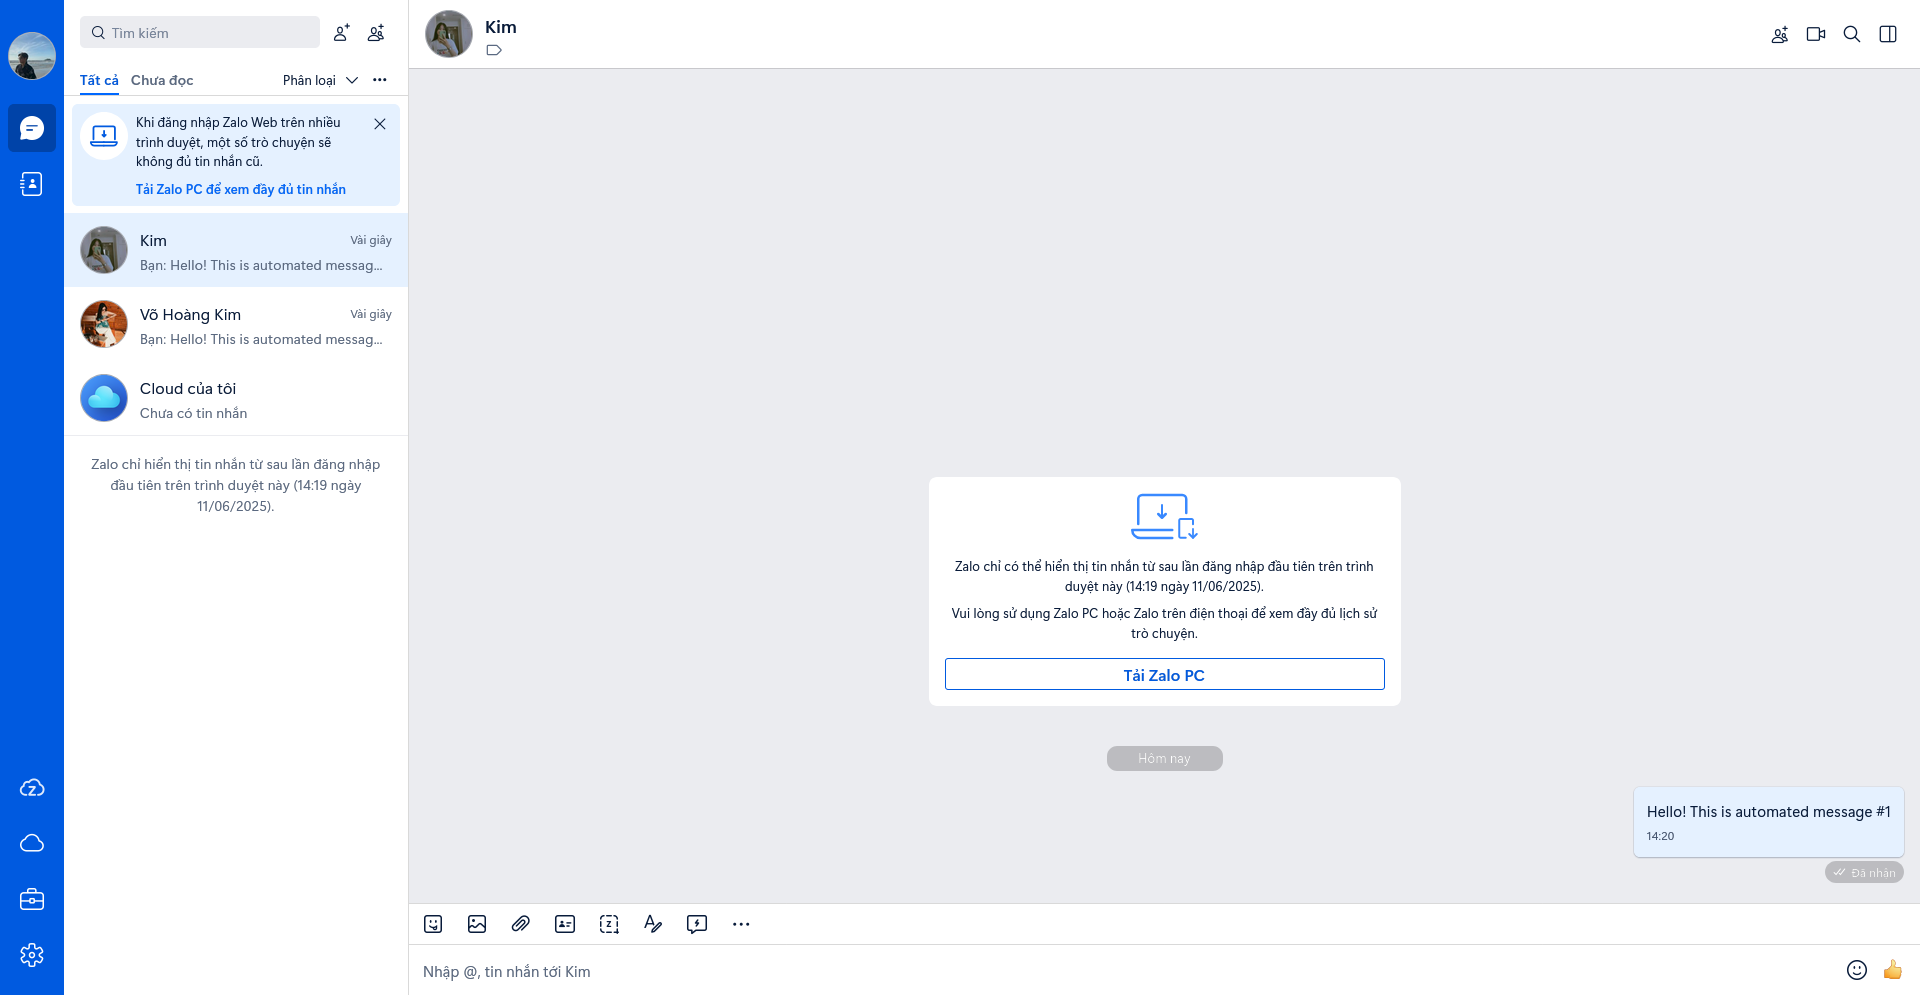 Tìm kiếm
Tất cả
Chưa đọc
Phân loại
Khi đăng nhập Zalo Web trên nhiều
trình duyệt, một số trò chuyện sẽ
không đủ tin nhắn cũ.
Tải Zalo PC để xem đầy đủ tin nhắn
Kim
Vài giây
Bạn: Hello! This is automated messag...
Võ Hoàng Kim
Vài giây
Bạn: Hello! This is automated messag...
Cloud của tôi
Chưa có tin nhắn
Zalo chỉ hiển thị tin nhắn từ sau lần đăng nhập
đầu tiên trên trình duyệt này (14:19 ngày
11/06/2025).
Kim
Zalo chỉ có thể hiển thị tin nhắn từ sau lần đăng nhập đầu tiên trên trình
duyệt này (14:19 ngày 11/06/2025).
Vui lòng sử dụng Zalo PC hoặc Zalo trên điện thoại để xem đầy đủ lịch sử
trò chuyện.
Tải Zalo PC
Hôm nay
Hello! This is automated message #1
14:20
Đã nhận
Nhập @, tin nhắn tới Kim